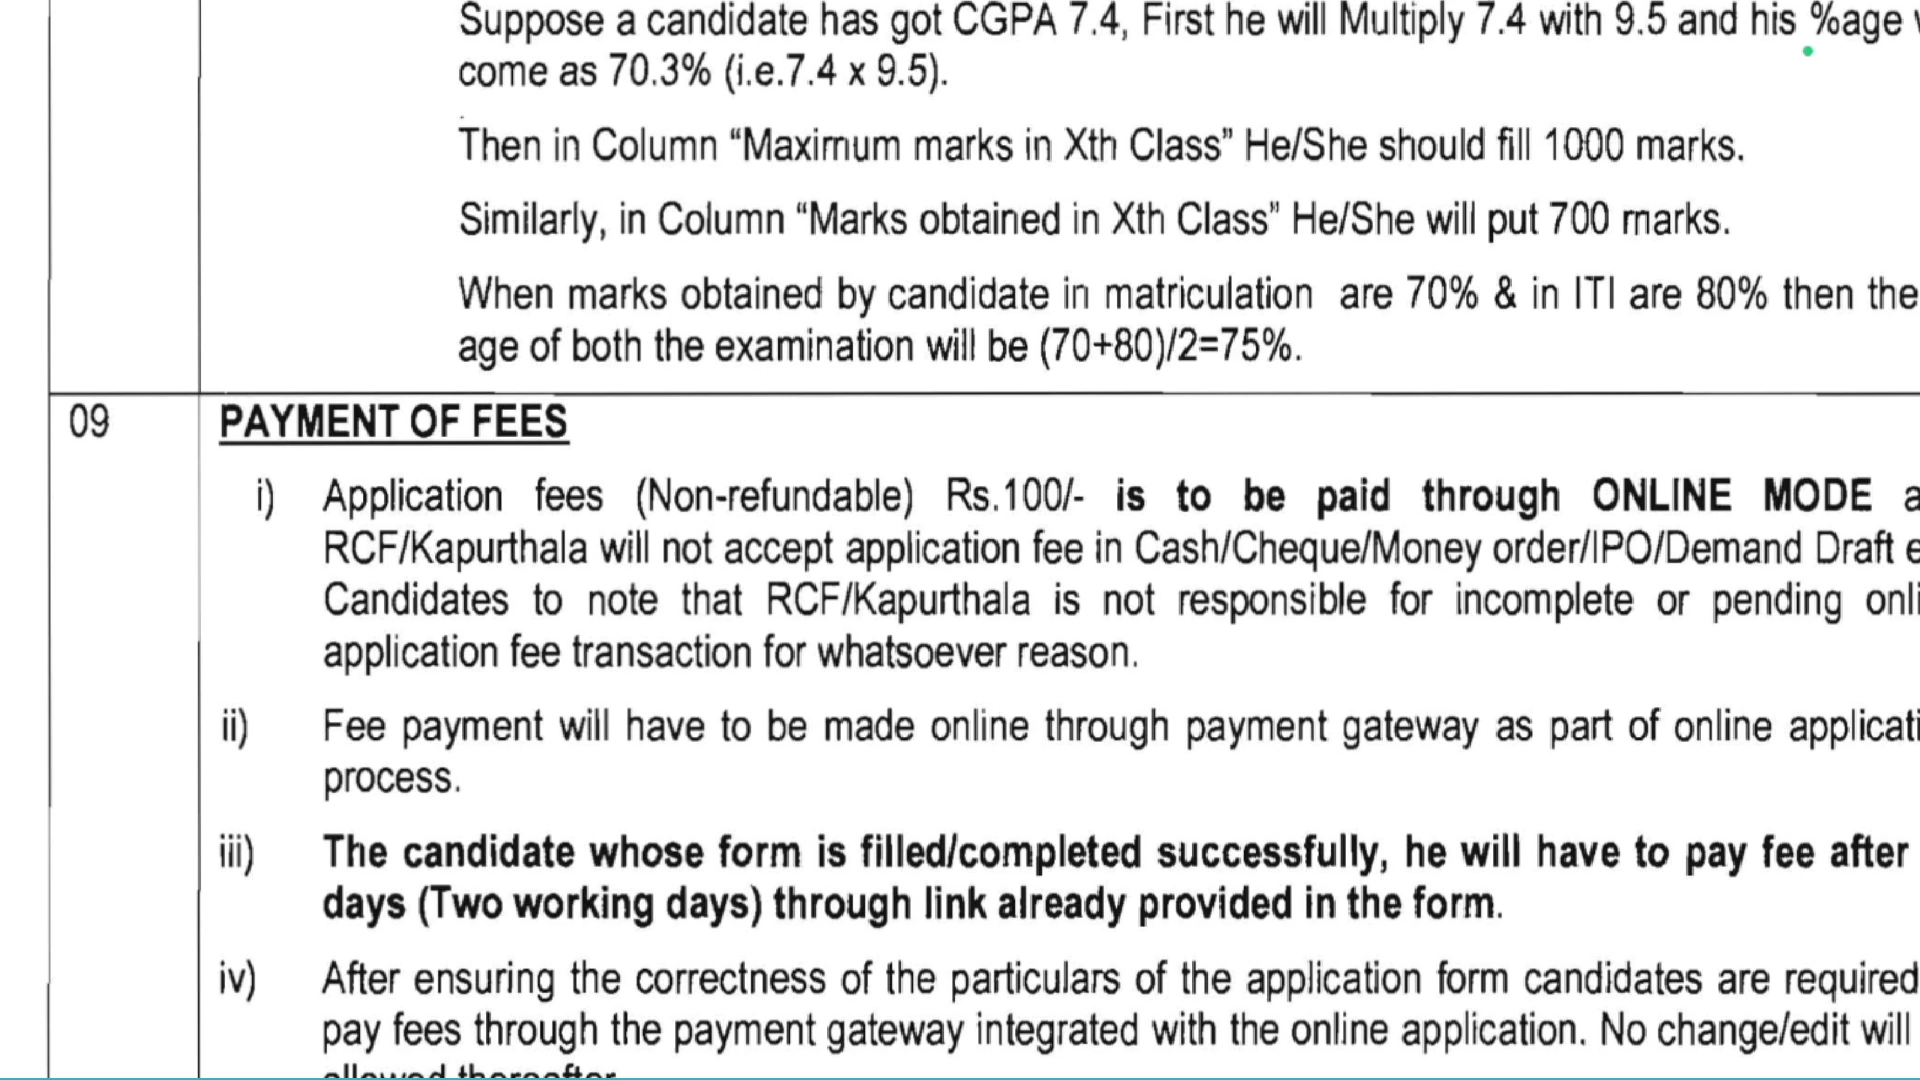 Suppose a candidate has got CGPA 7.4, First he will Multiply 7.4 with 9.5 and his %age
come as 70.3% (i.e.7.4 x 9.5).
Then in Column “Maximum marks in Xth Class” He/She should fill 1000 marks.
Similarly, in Column “Marks obtained in Xth Class” He/She will put 700 marks.
When marks obtained by candidate in matriculation are 70% & in ITI are 80% then the
age of both the examination will be (70+80)/2=75%.
09 PAYMENT OF FEES
i) Application fees (Non-refundable) Rs.100/- is to be paid through ONLINE MODE
RCF/Kapurthala will not accept application fee in Cash/Cheque/Money order/IPO/Demand Draft
Candidates to note that RCF/Kapurthala is not responsible for incomplete or pending onli
application fee transaction for whatsoever reason.
ii) Fee payment will have to be made online through payment gateway as part of online applicati
process.
iii) The candidate whose form is filled/completed successfully, he will have to pay fee after
days (Two working days) through link already provided in the form.
iv) After ensuring the correctness of the particulars of the application form candidates are required
pay fees through the payment gateway integrated with the online application. No change/edit will
allowed thereafter